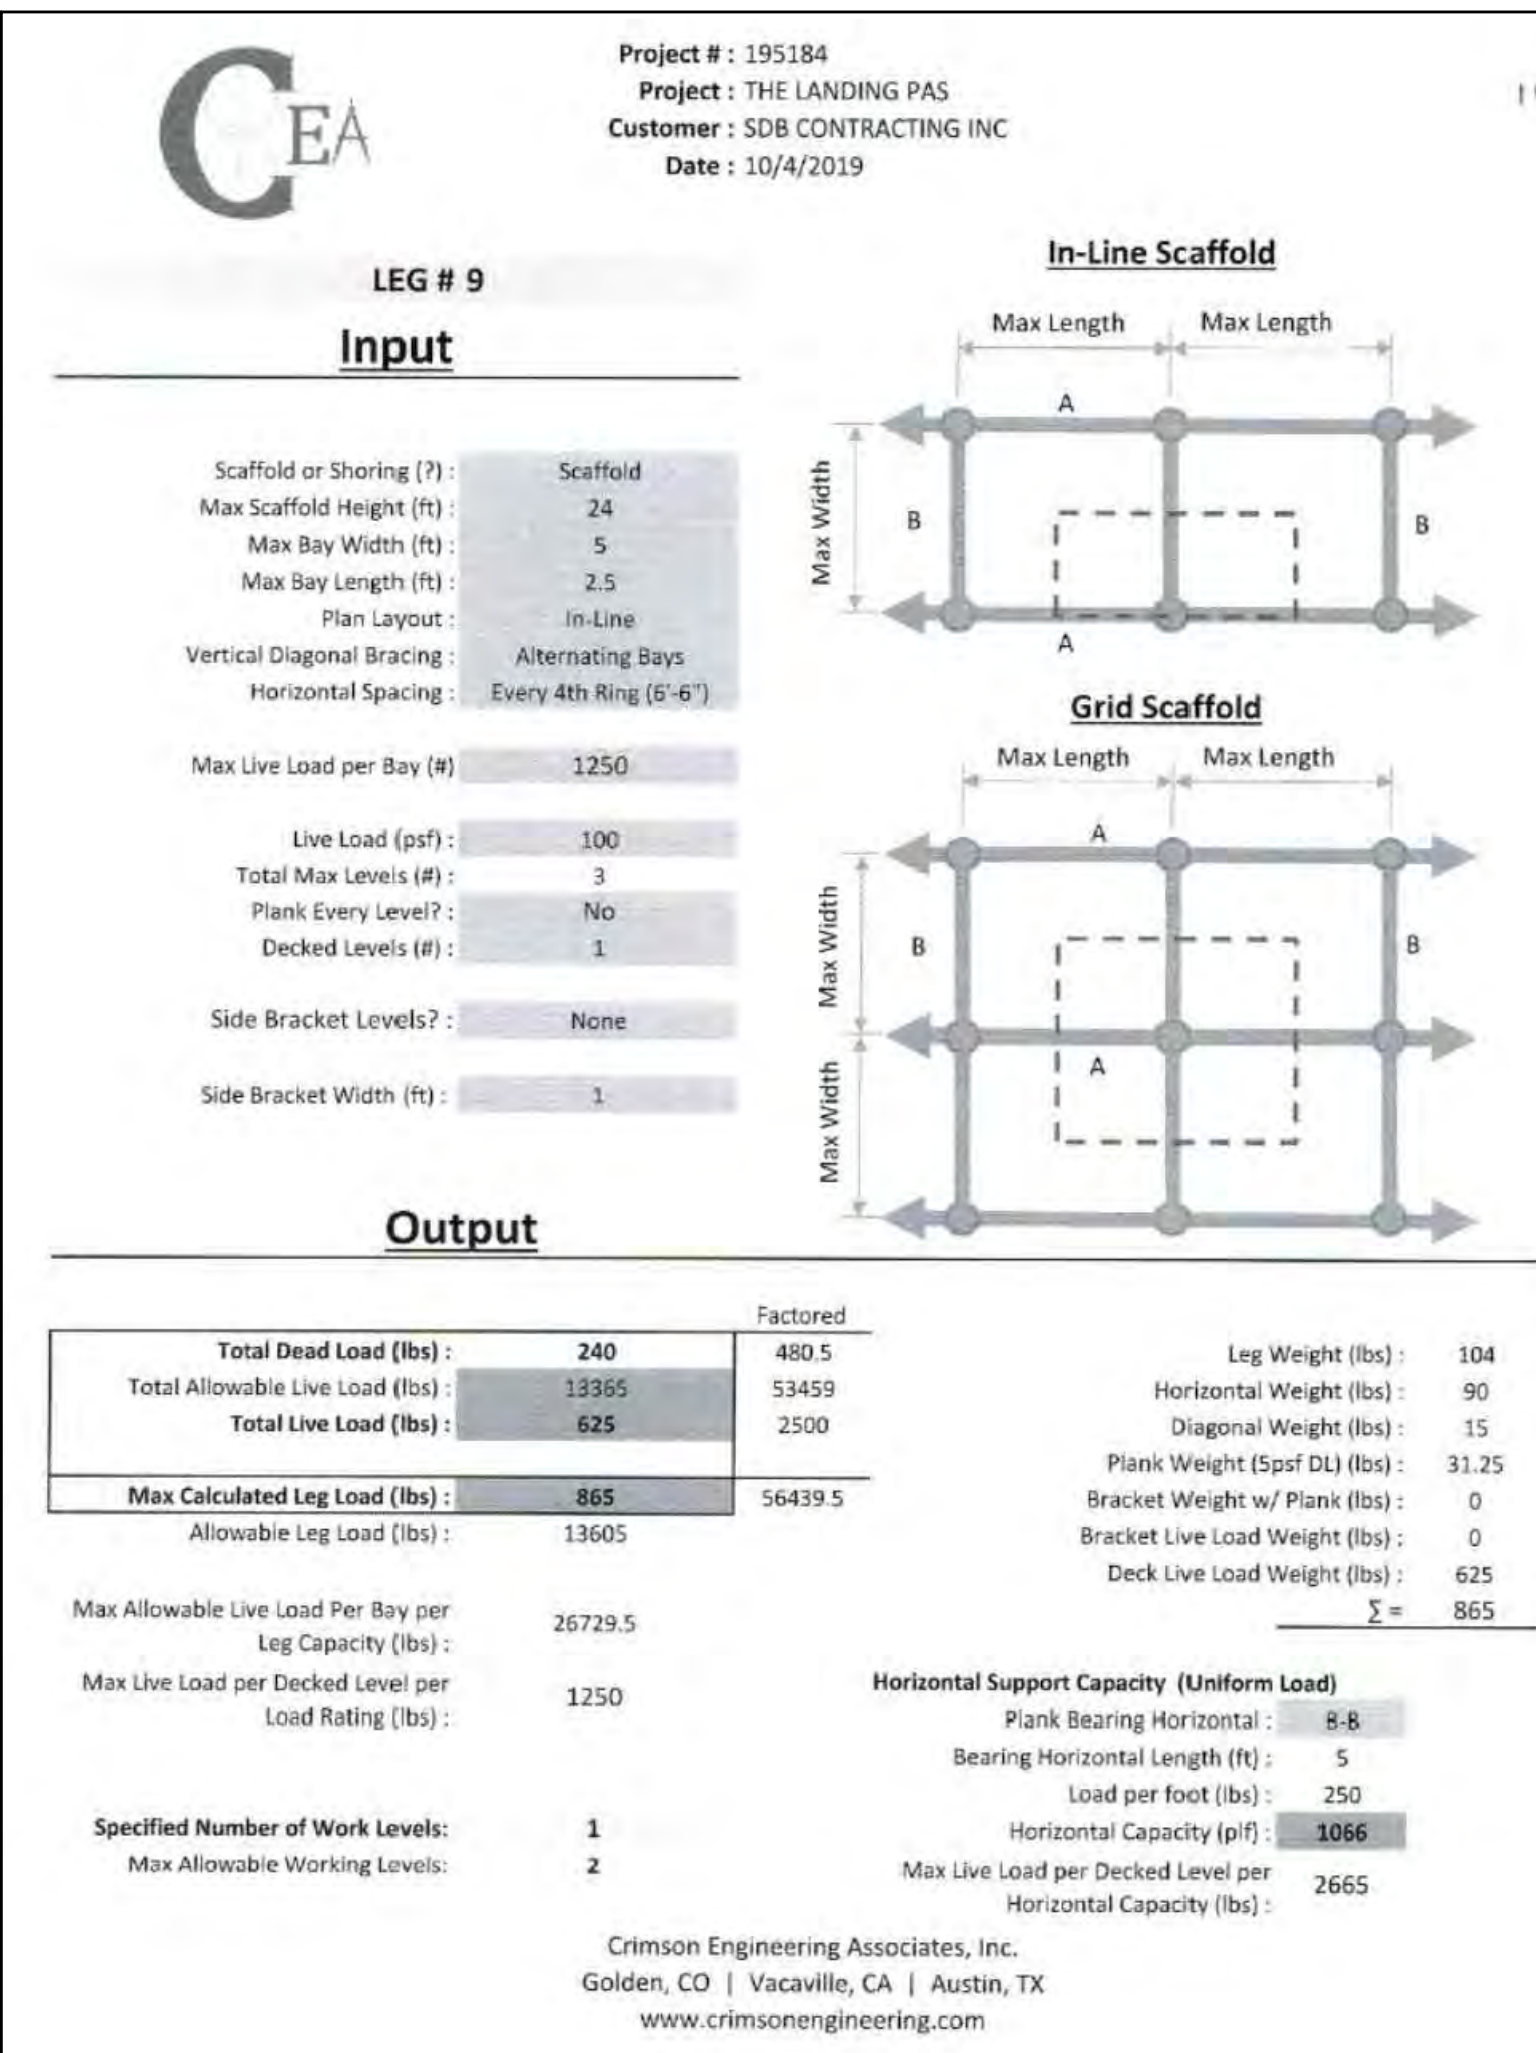 CEA
Project # : 195184
Project : THE LANDING PAS
Customer : SDB CONTRACTING INC
Date : 10/4/2019
LEG # 9
Input
Scaffold or Shoring (?) : Scaffold
Max Scaffold Height (ft) : 24
Max Bay Width (ft) : 5
Max Bay Length (ft) : 2.5
Plan Layout : In-Line
Vertical Diagonal Bracing : Alternating Bays
Horizontal Spacing : Every 4th Ring (6'-6")
Max Live Load per Bay (#) 1250
Live Load (psf) : 100
Total Max Levels (#) : 3
Plank Every Level? : No
Decked Levels (#) : 1
Side Bracket Levels? : None
Side Bracket Width (ft) : 1
In-Line Scaffold
Max Length Max Length
A
Max Width
B B
A
Grid Scaffold
Max Length Max Length
A
Max Width
B B
A
Max Width
Output
Factored
Total Dead Load (lbs) : 240 480.5
Total Allowable Live Load (lbs) : 13365 53459
Total Live Load (lbs) : 625 2500
Max Calculated Leg Load (lbs) : 865 56439.5
Allowable Leg Load (lbs) : 13605
Max Allowable Live Load Per Bay per
Leg Capacity (lbs) : 26729.5
Max Live Load per Decked Level per
Load Rating (lbs) : 1250
Specified Number of Work Levels: 1
Max Allowable Working Levels: 2
Leg Weight (lbs) : 104
Horizontal Weight (lbs) : 90
Diagonal Weight (lbs) : 15
Plank Weight (5psf DL) (lbs) : 31.25
Bracket Weight w/ Plank (lbs) : 0
Bracket Live Load Weight (lbs) : 0
Deck Live Load Weight (lbs) : 625
∑ = 865
Horizontal Support Capacity (Uniform Load)
Plank Bearing Horizontal : B-B
Bearing Horizontal Length (ft) : 5
Load per foot (lbs) : 250
Horizontal Capacity (plf) : 1066
Max Live Load per Decked Level per
Horizontal Capacity (lbs) : 2665
Crimson Engineering Associates, Inc.
Golden, CO | Vacaville, CA | Austin, TX
www.crimsonengineering.com